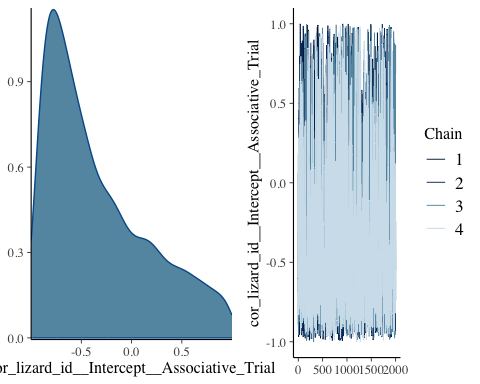 0.9
0.6
0.3
0.0
-0.5 0.0 0.5
or_lizard_id__Intercept__Associative_Trial
cor_lizard_id__Intercept__Associative_Trial
1.0
0.5
0.0
-0.5
-1.0
0 500 1000 1500 2000
Chain
1
2
3
4